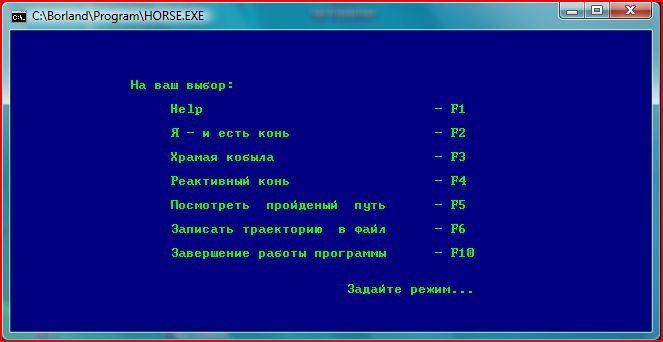 C:\Borland\Program\HORSE.EXE
На ваш выбор:
Help - F1
Я - и есть конь - F2
Храмая кобыла - F3
Реактивный конь - F4
Посмотреть пройденый путь - F5
Записать траекторию в файл - F6
Завершение работы программы - F10
Задайте режим...